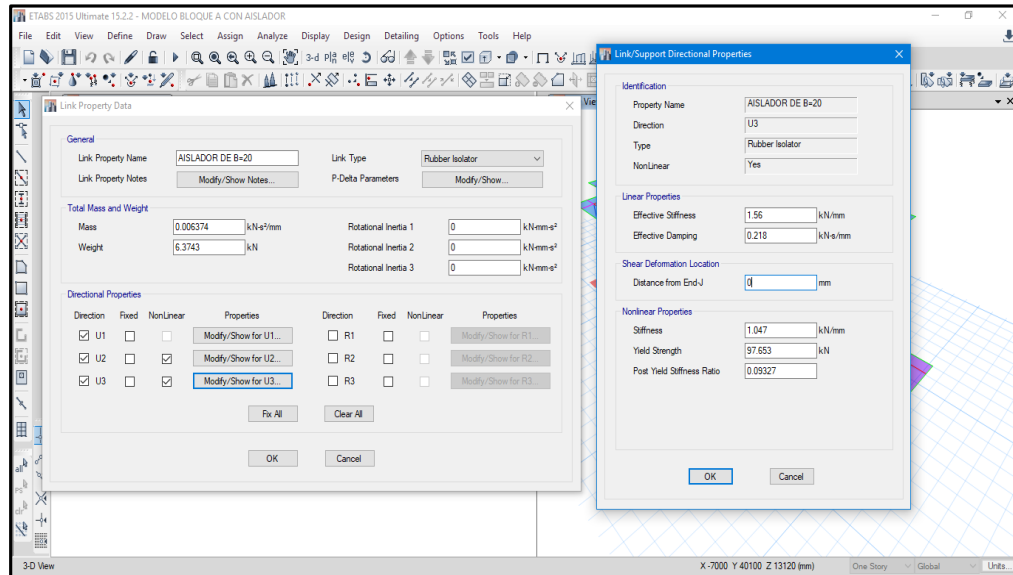 ETABS 2015 Ultimate 15.2.2 - MODELO BLOQUE A CON AISLADOR
File Edit View Define Draw Select Assign Analyze Display Design Detailing Options Tools Help
3-d
Link Property Data
General
Link Property Name AISLADOR DE B=20 Link Type Rubber Isolator
Link Property Notes Modify/Show Notes... P-Delta Parameters Modify/Show...
Total Mass and Weight
Mass 0.006374 kN-s²/mm Rotational Inertia 1 0 kN-mm-s²
Weight 6.3743 kN Rotational Inertia 2 0 kN-mm-s²
Rotational Inertia 3 0 kN-mm-s²
Directional Properties
Direction Fixed NonLinear Properties Direction Fixed NonLinear Properties
U1 Modify/Show for U1... R1 Modify/Show for R1...
U2 Modify/Show for U2... R2 Modify/Show for R2...
U3 Modify/Show for U3... R3 Modify/Show for R3...
Fix All Clear All
OK Cancel
Link/Support Directional Properties
Identification
Property Name AISLADOR DE B=20
Direction U3
Type Rubber Isolator
NonLinear Yes
Linear Properties
Effective Stiffness 1.56 kN/mm
Effective Damping 0.218 kN-s/mm
Shear Deformation Location
Distance from End-J 0 mm
Nonlinear Properties
Stiffness 1.047 kN/mm
Yield Strength 97.653 kN
Post Yield Stiffness Ratio 0.09327
OK Cancel
all
3-D View X -7000 Y 40100 Z 13120 (mm) One Story Global Units...